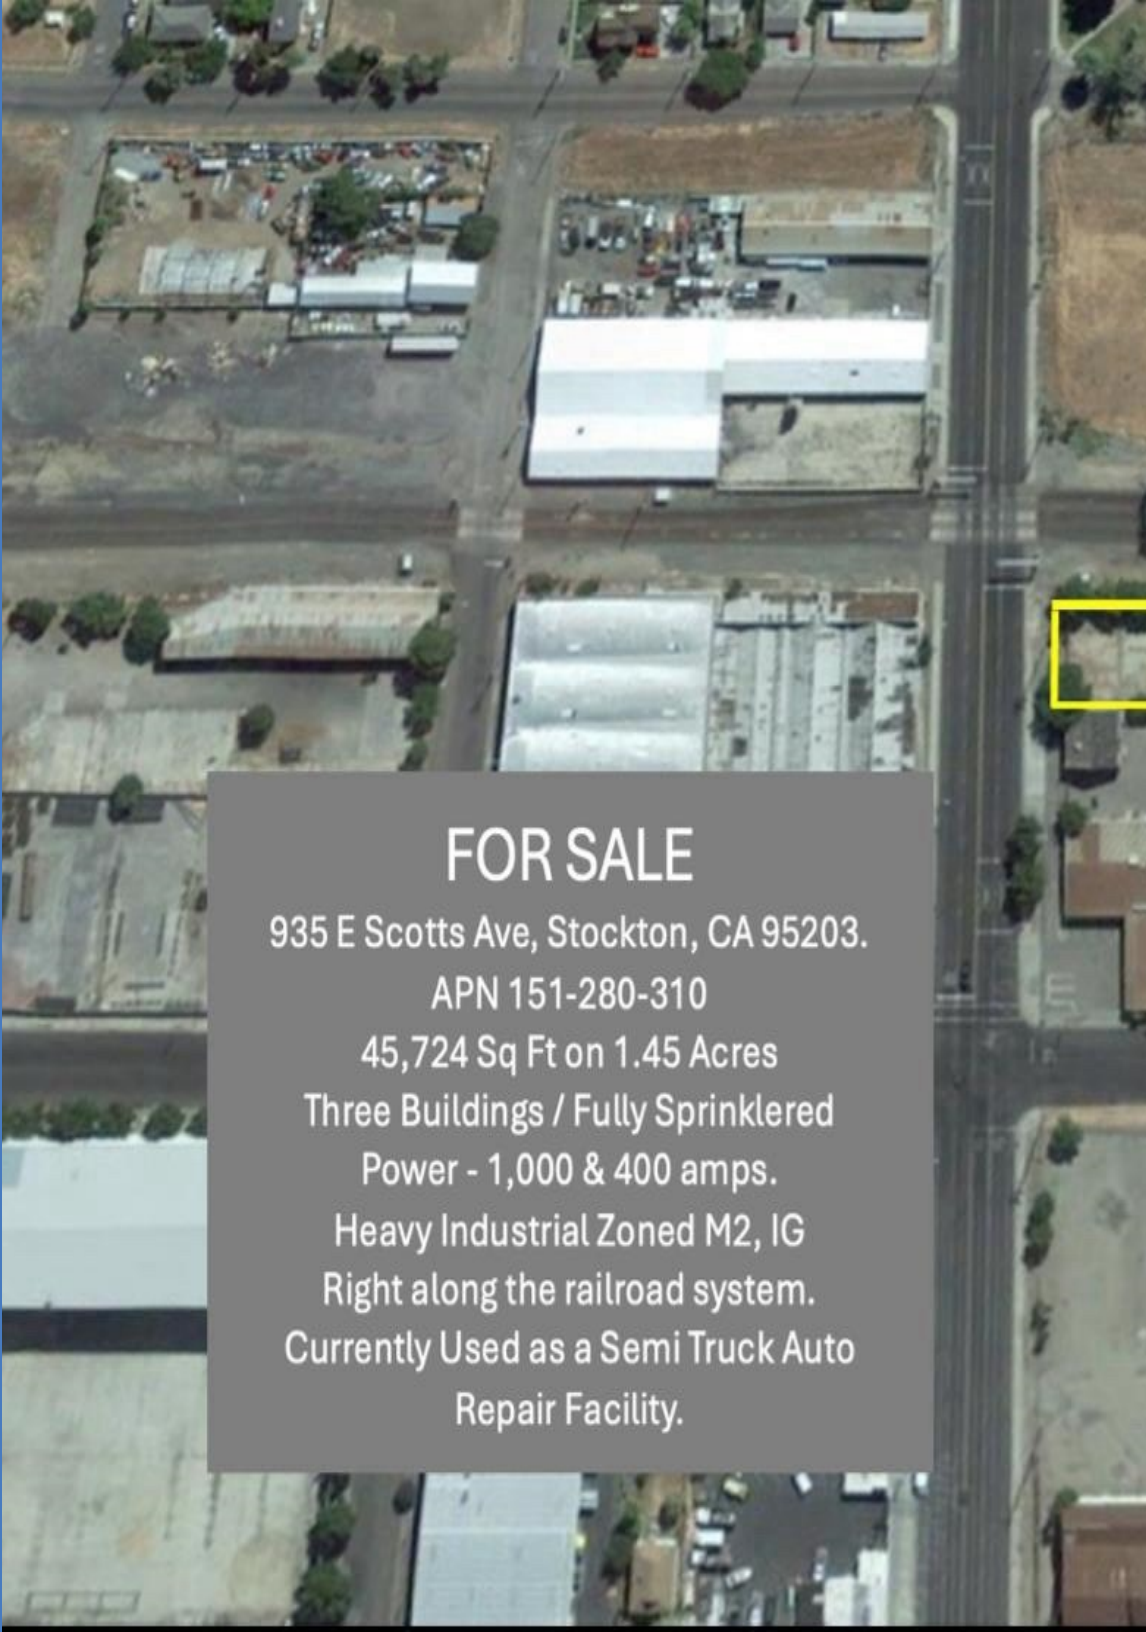 FOR SALE
935 E Scotts Ave, Stockton, CA 95203.
APN 151-280-310
45,724 Sq Ft on 1.45 Acres
Three Buildings / Fully Sprinklered
Power - 1,000 & 400 amps.
Heavy Industrial Zoned M2, IG
Right along the railroad system.
Currently Used as a Semi Truck Auto
Repair Facility.